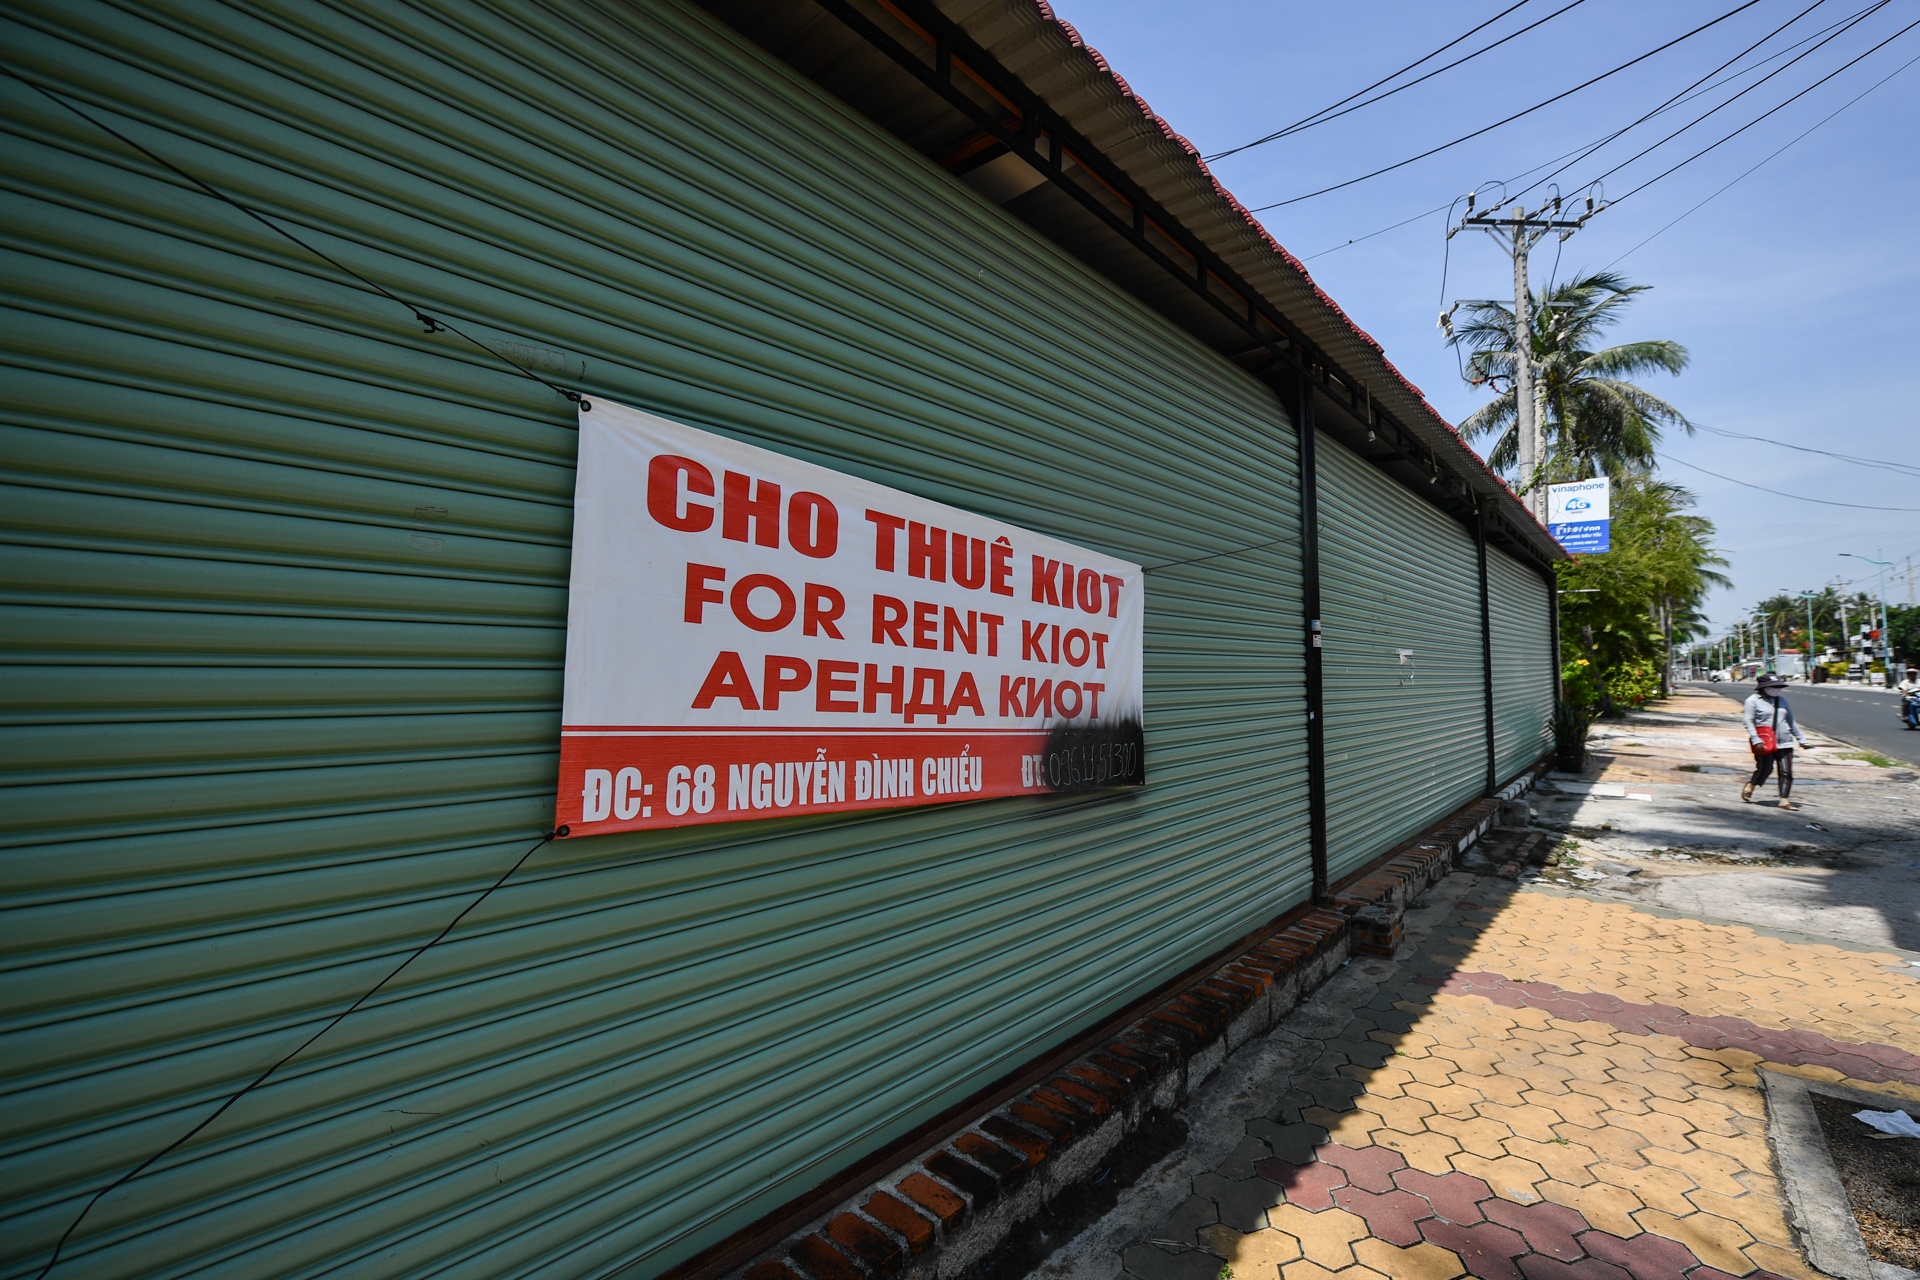 CHO THUÊ KIOT
FOR RENT KIOT
АРЕНДА КИОТ
ĐC: 68 NGUYỄN ĐÌNH CHIỂU ĐT:
vinaphone
4G